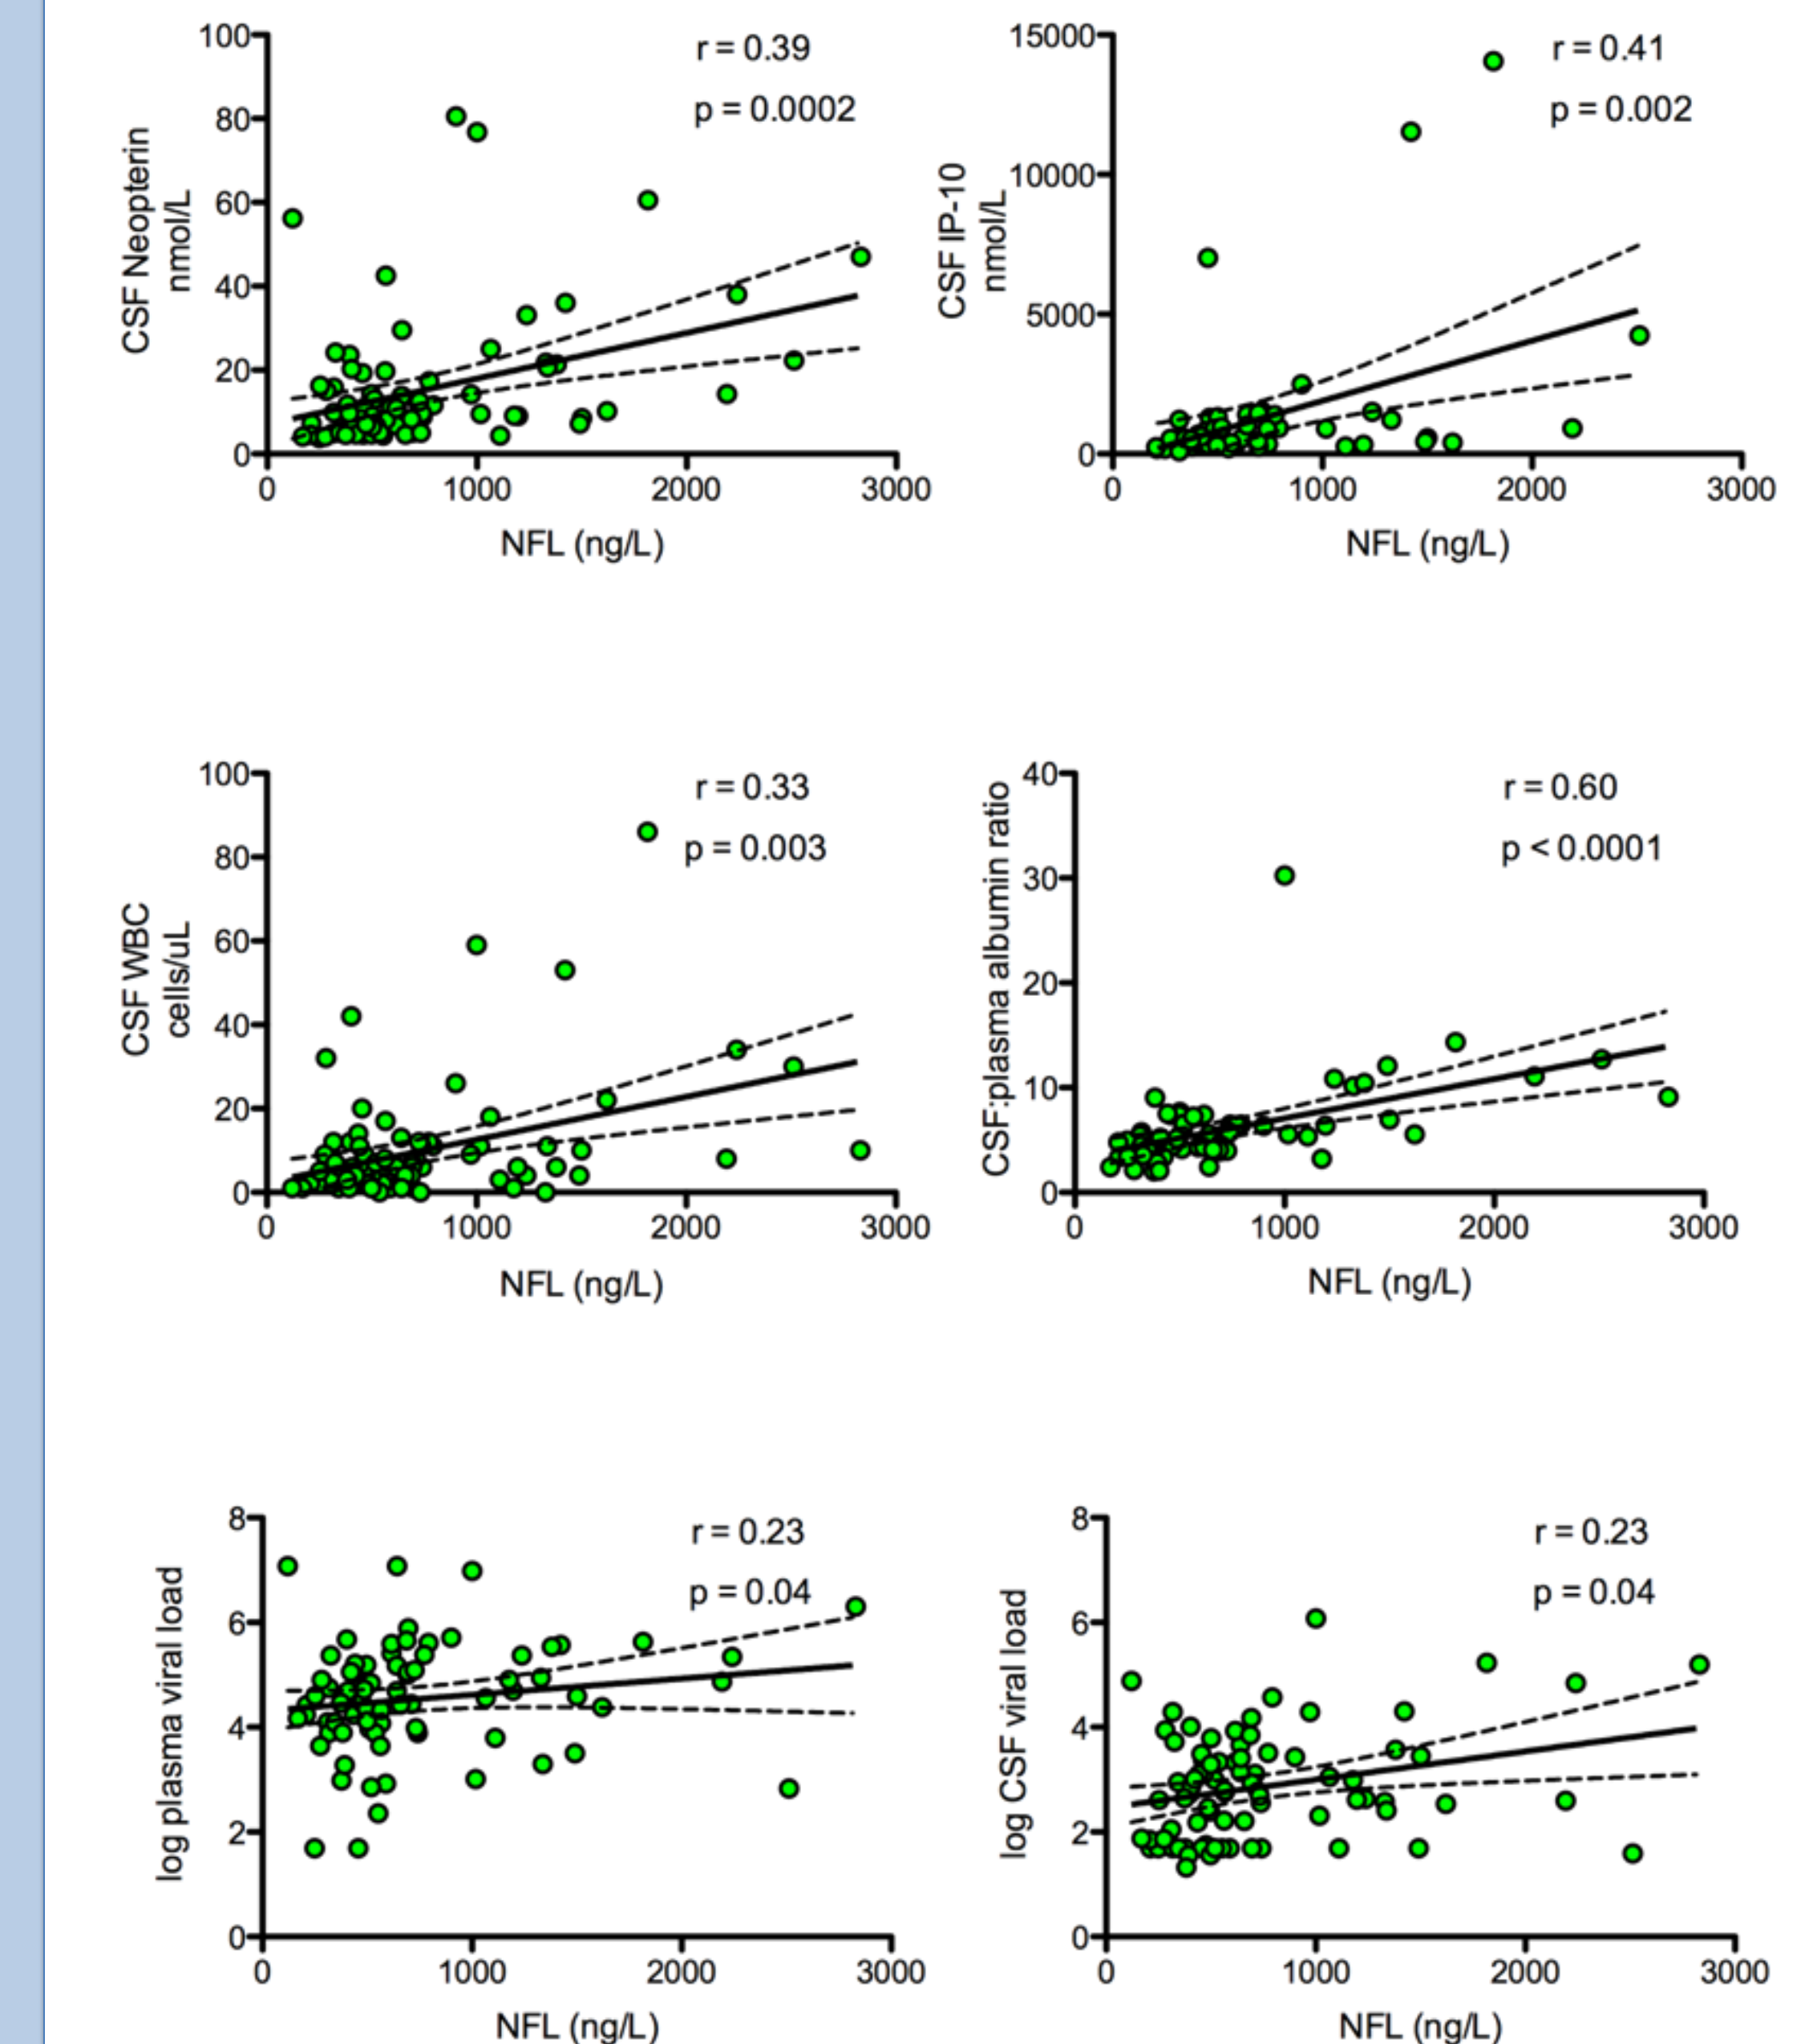 100
80
60
40
20
0
CSF Neopterin
nmol/L
r = 0.39
p = 0.0002
0 1000 2000 3000
NFL (ng/L)
15000
10000
5000
0
CSF IP-10
nmol/L
r = 0.41
p = 0.002
0 1000 2000 3000
NFL (ng/L)
100
80
60
40
20
0
CSF WBC
cells/uL
r = 0.33
p = 0.003
0 1000 2000 3000
NFL (ng/L)
40
30
20
10
0
CSF:plasma albumin ratio
r = 0.60
p < 0.0001
0 1000 2000 3000
NFL (ng/L)
8
6
4
2
0
log plasma viral load
r = 0.23
p = 0.04
0 1000 2000 3000
NFL (ng/L)
8
6
4
2
0
log CSF viral load
r = 0.23
p = 0.04
0 1000 2000 3000
NFL (ng/L)